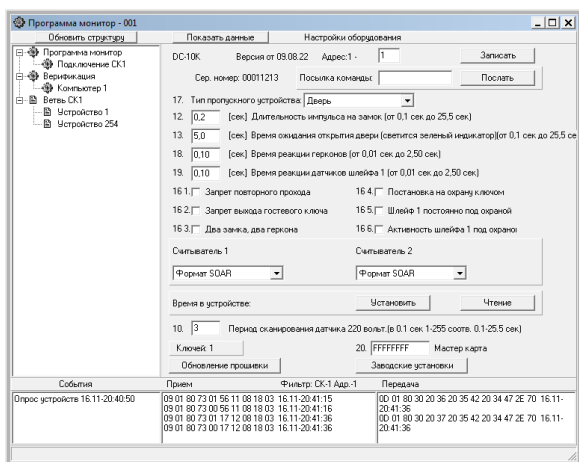 Программа монитор - 001
Обновить структуру
Показать данные
Настройки оборудования
Программа монитор
Подключение СК1
Верификация
Компьютер 1
Ветвь СК1
Устройство 1
Устройство 254
DC-10K Версия от 09.08.22 Адрес:1 - 1 Записать
Сер. номер: 00011213 Посылка команды: Послать
17. Тип пропускного устройства: Дверь
12. 0,2 [сек] Длительность импульса на замок (от 0,1 сек до 25,5 сек)
13. 5,0 [сек] Время ожидания открытия двери (светится зеленый индикатор)(от 0,1 сек до 25,5 се
18. 0,10 [сек] Время реакции герконов (от 0,01 сек до 2,50 сек)
19. 0,10 [сек] Время реакции датчиков шлейфа 1 (от 0,01 сек до 2,50 сек)
16 1. Запрет повторного прохода 16 4. Постановка на охрану ключом
16 2. Запрет выхода гостевого ключа 16 5. Шлейф 1 постоянно под охраной
16 3. Два замка, два геркона 16 6. Активность шлейфа 1 под охраной
Считыватель 1 Считыватель 2
Формат SOAR Формат SOAR
Время в устройстве: Установить Чтение
10. 3 Период сканирования датчика 220 вольт.(в 0.1 сек 1-255 соотв. 0.1-25.5 сек)
Ключей: 1 20. FFFFFFFF Мастер карта
Обновление прошивки Заводские установки
События Прием Фильтр: СК-1 Адр.-1 Передача
Опрос устройств 16.11-20:40:50
09 01 80 73 01 56 11 08 18 03 16.11-20:41:15
09 01 80 73 00 56 11 08 18 03 16.11-20:41:16
09 01 80 73 01 17 12 08 18 03 16.11-20:41:36
09 01 80 73 00 17 12 08 18 03 16.11-20:41:36
0D 01 80 30 20 36 20 35 42 20 34 47 2E 70 16.11-
20:41:36
0D 01 80 30 20 37 20 35 42 20 34 47 2E 70 16.11-
20:41:36